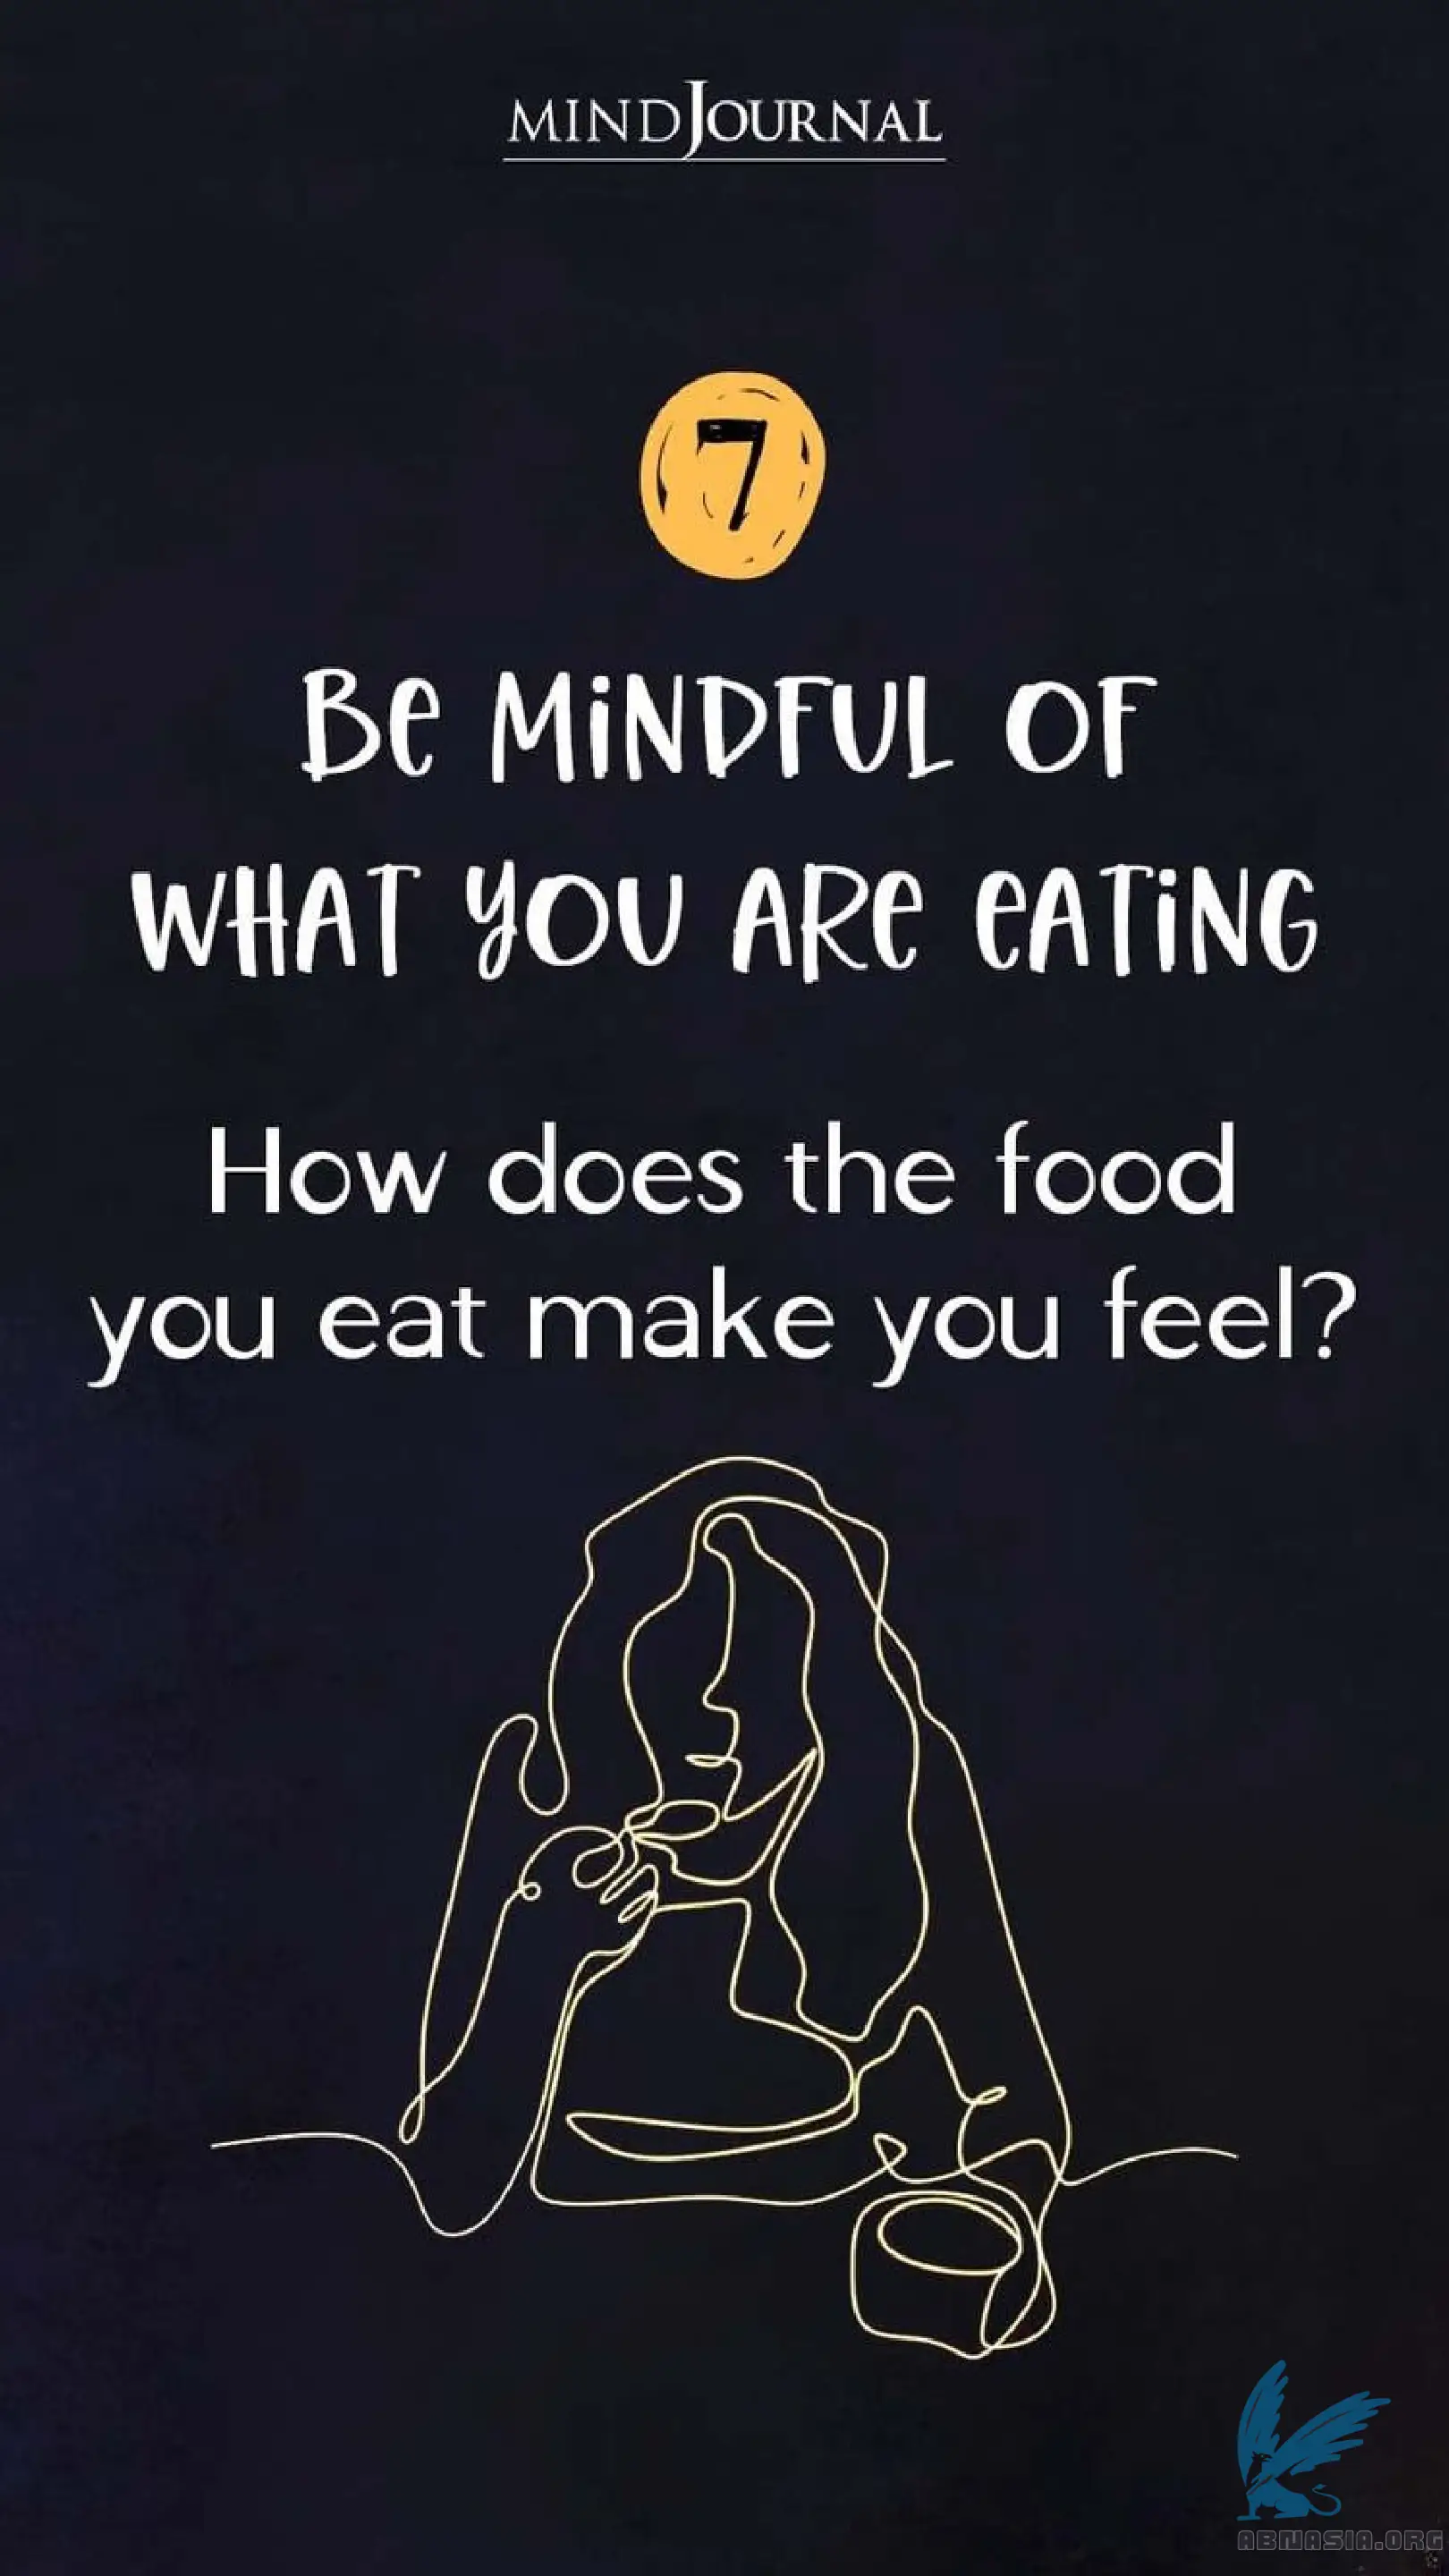 MINDJOURNAL
7
Be MiNDFUL OF
WHAT yOU ARe eATiNG
How does the food
you eat make you feel?
ABNASIA.ORG